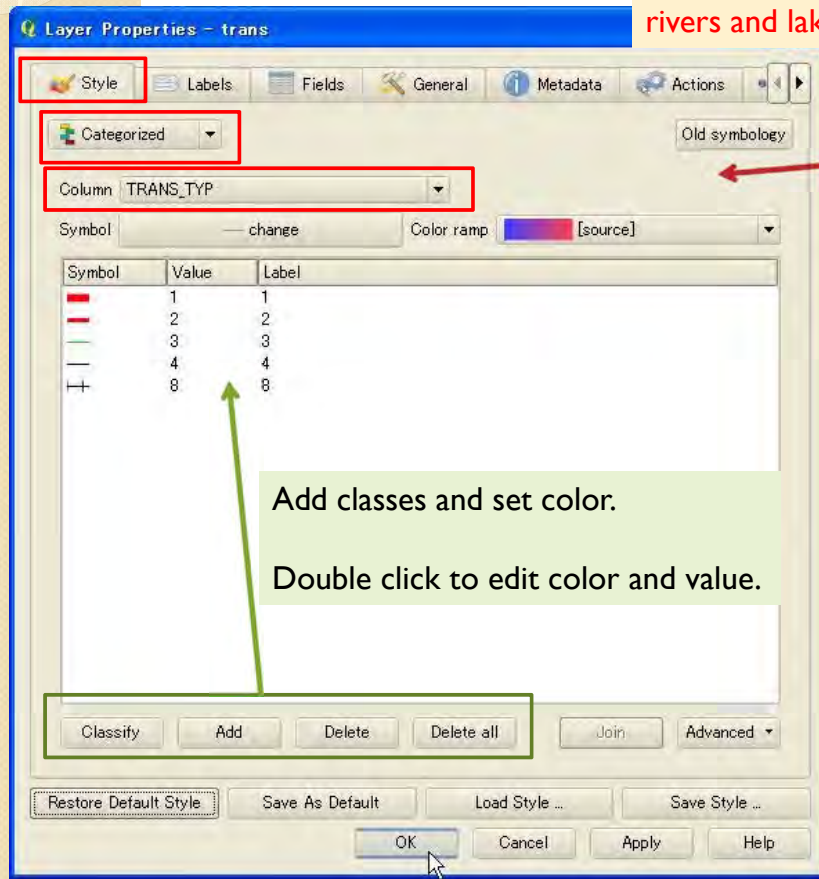 rivers and lak
Layer Properties - trans
Style Labels Fields General Metadata Actions
Categorized Old symbology
Column TRANS_TYP
Symbol change Color ramp [source]
Symbol Value Label
1 1
2 2
3 3
4 4
8 8
Add classes and set color.
Double click to edit color and value.
Classify Add Delete Delete all Join Advanced
Restore Default Style Save As Default Load Style ... Save Style ...
OK Cancel Apply Help